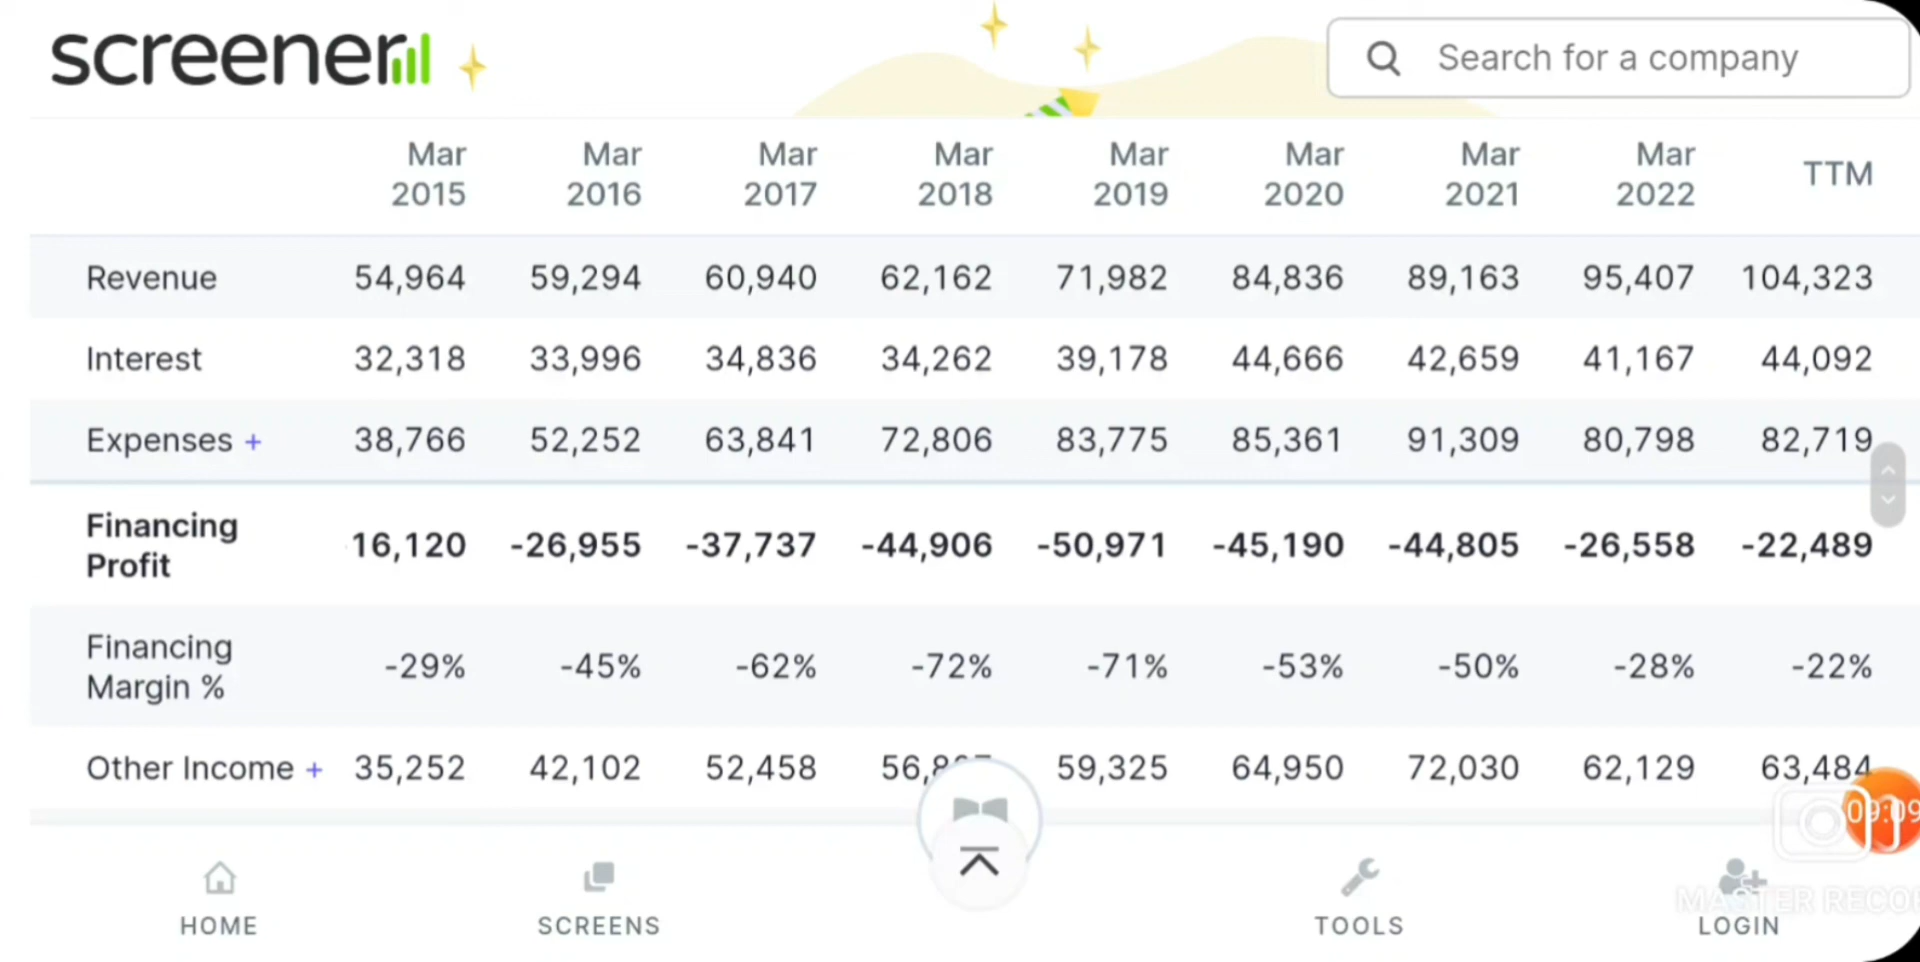 screener
Search for a company
Mar 2015 Mar 2016 Mar 2017 Mar 2018 Mar 2019 Mar 2020 Mar 2021 Mar 2022 TTM
Revenue 54,964 59,294 60,940 62,162 71,982 84,836 89,163 95,407 104,323
Interest 32,318 33,996 34,836 34,262 39,178 44,666 42,659 41,167 44,092
Expenses + 38,766 52,252 63,841 72,806 83,775 85,361 91,309 80,798 82,719
Financing Profit 16,120 -26,955 -37,737 -44,906 -50,971 -45,190 -44,805 -26,558 -22,489
Financing Margin % -29% -45% -62% -72% -71% -53% -50% -28% -22%
Other Income + 35,252 42,102 52,458 59,325 64,950 72,030 62,129 63,484
09:09
HOME SCREENS TOOLS LOGIN
MASTER RECOR